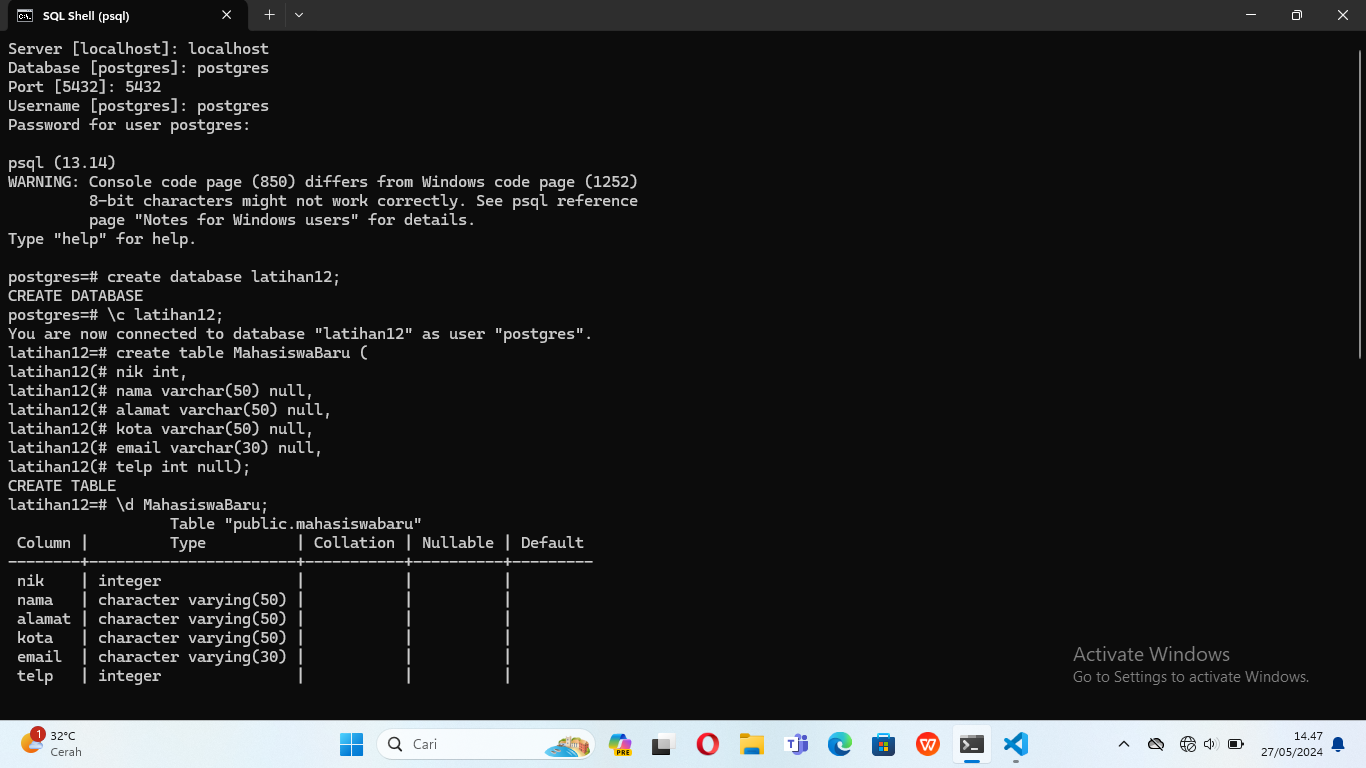 SQL Shell (psql)
Server [localhost]: localhost
Database [postgres]: postgres
Port [5432]: 5432
Username [postgres]: postgres
Password for user postgres:
psql (13.14)
WARNING: Console code page (850) differs from Windows code page (1252)
         8-bit characters might not work correctly. See psql reference
         page "Notes for Windows users" for details.
Type "help" for help.
postgres=# create database latihan12;
CREATE DATABASE
postgres=# \c latihan12;
You are now connected to database "latihan12" as user "postgres".
latihan12=# create table MahasiswaBaru (
latihan12(# nik int,
latihan12(# nama varchar(50) null,
latihan12(# alamat varchar(50) null,
latihan12(# kota varchar(50) null,
latihan12(# email varchar(30) null,
latihan12(# telp int null);
CREATE TABLE
latihan12=# \d MahasiswaBaru;
                  Table "public.mahasiswabaru"
 Column |         Type          | Collation | Nullable | Default
--------+-----------------------+-----------+----------+---------
 nik    | integer               |           |          |
 nama   | character varying(50) |           |          |
 alamat | character varying(50) |           |          |
 kota   | character varying(50) |           |          |
 email  | character varying(30) |           |          |
 telp   | integer               |           |          |
Activate Windows
Go to Settings to activate Windows.
1
32°C
Cerah
Cari
PRE
14.47
27/05/2024